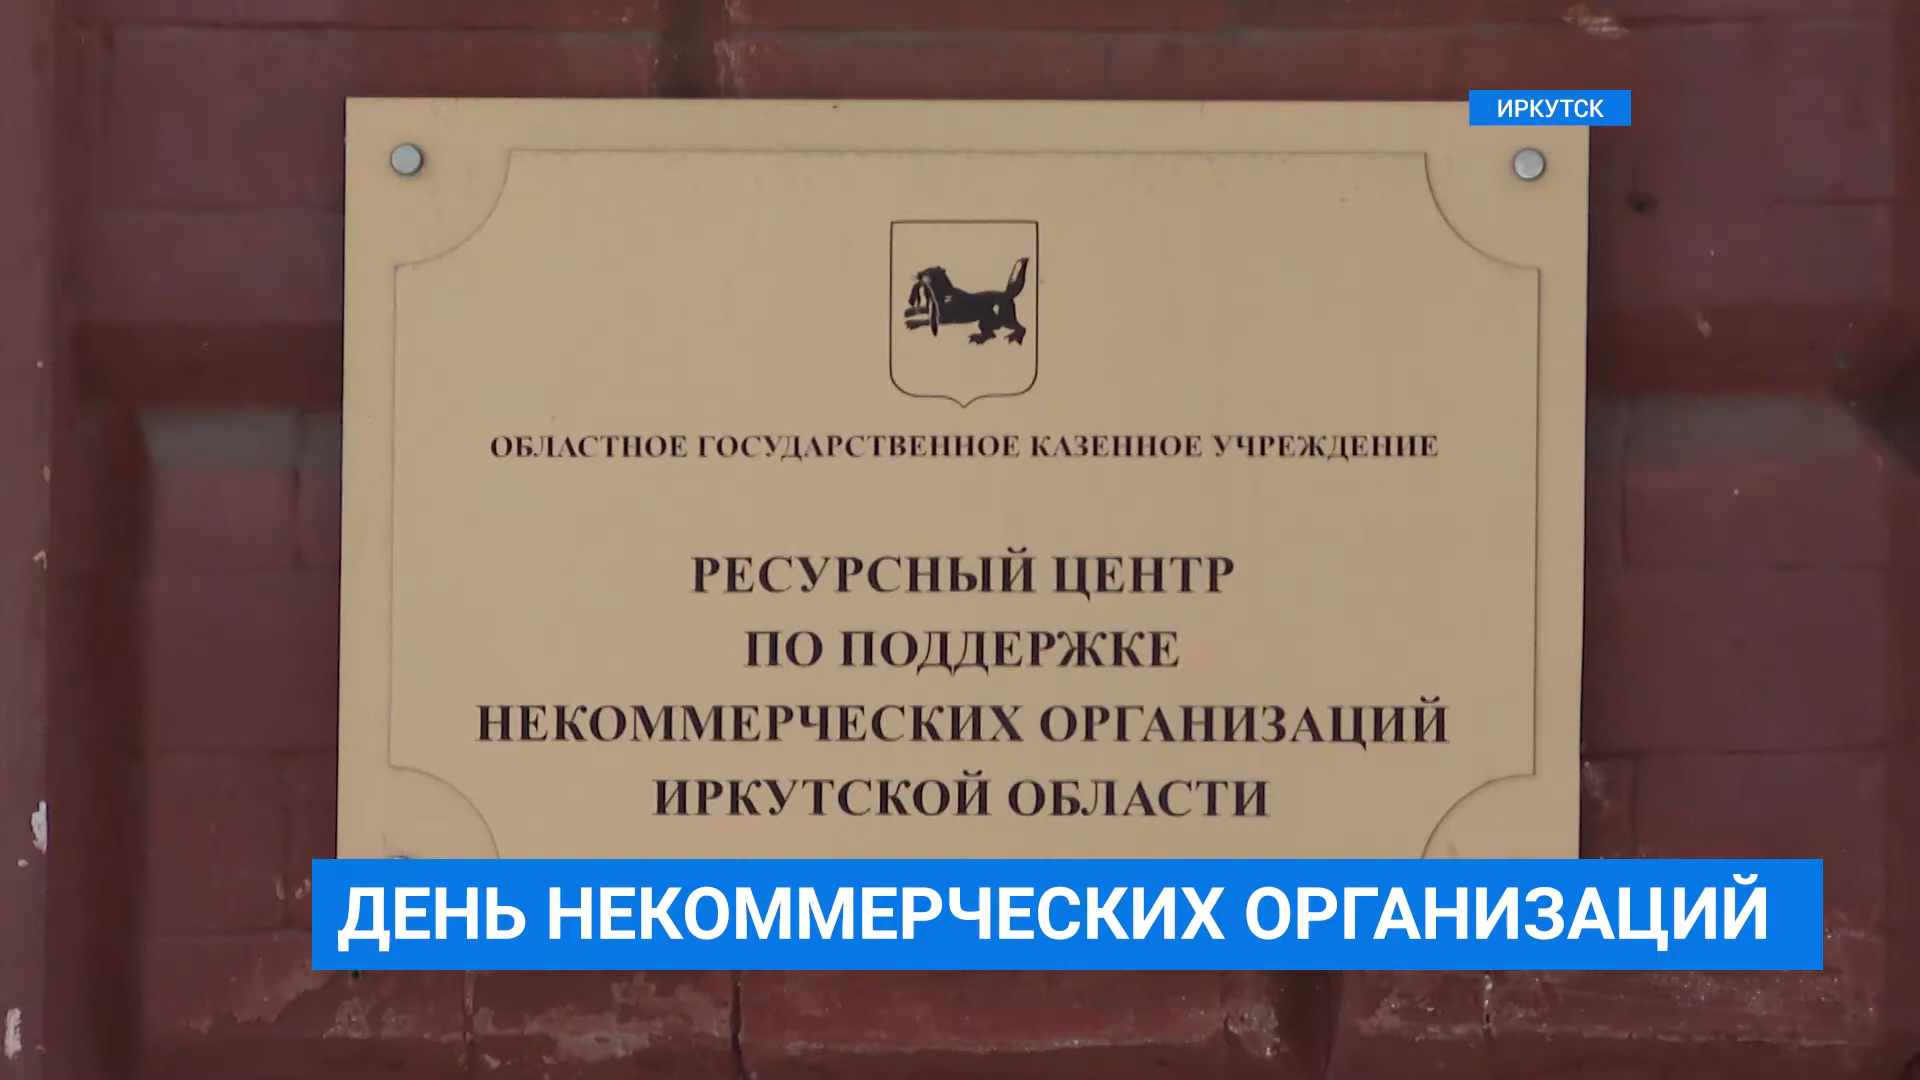 ИРКУТСК
ОБЛАСТНОЕ ГОСУДАРСТВЕННОЕ КАЗЕННОЕ УЧРЕЖДЕНИЕ
РЕСУРСНЫЙ ЦЕНТР
ПО ПОДДЕРЖКЕ
НЕКОММЕРЧЕСКИХ ОРГАНИЗАЦИЙ
ИРКУТСКОЙ ОБЛАСТИ
ДЕНЬ НЕКОММЕРЧЕСКИХ ОРГАНИЗАЦИЙ